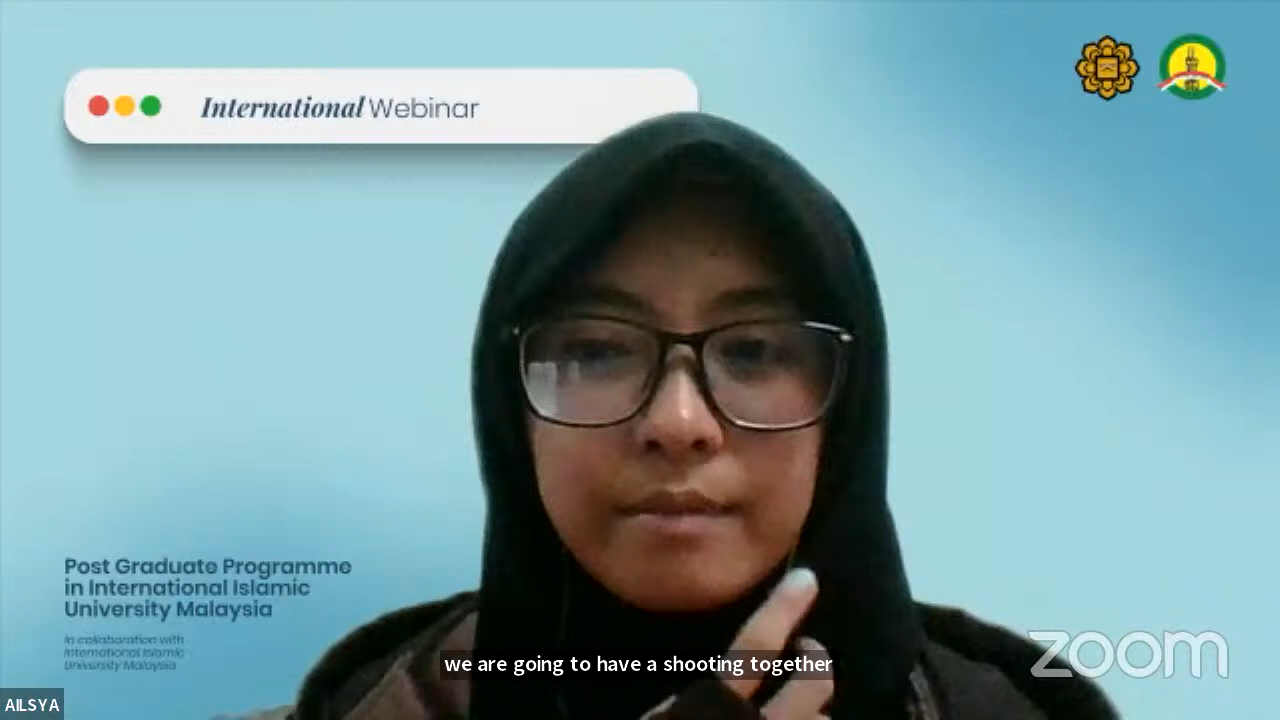 International Webinar
Post Graduate Programme
in International Islamic
University Malaysia
in collaboration with
International Islamic
University Malaysia
we are going to have a shooting together
zoom
AILSYA